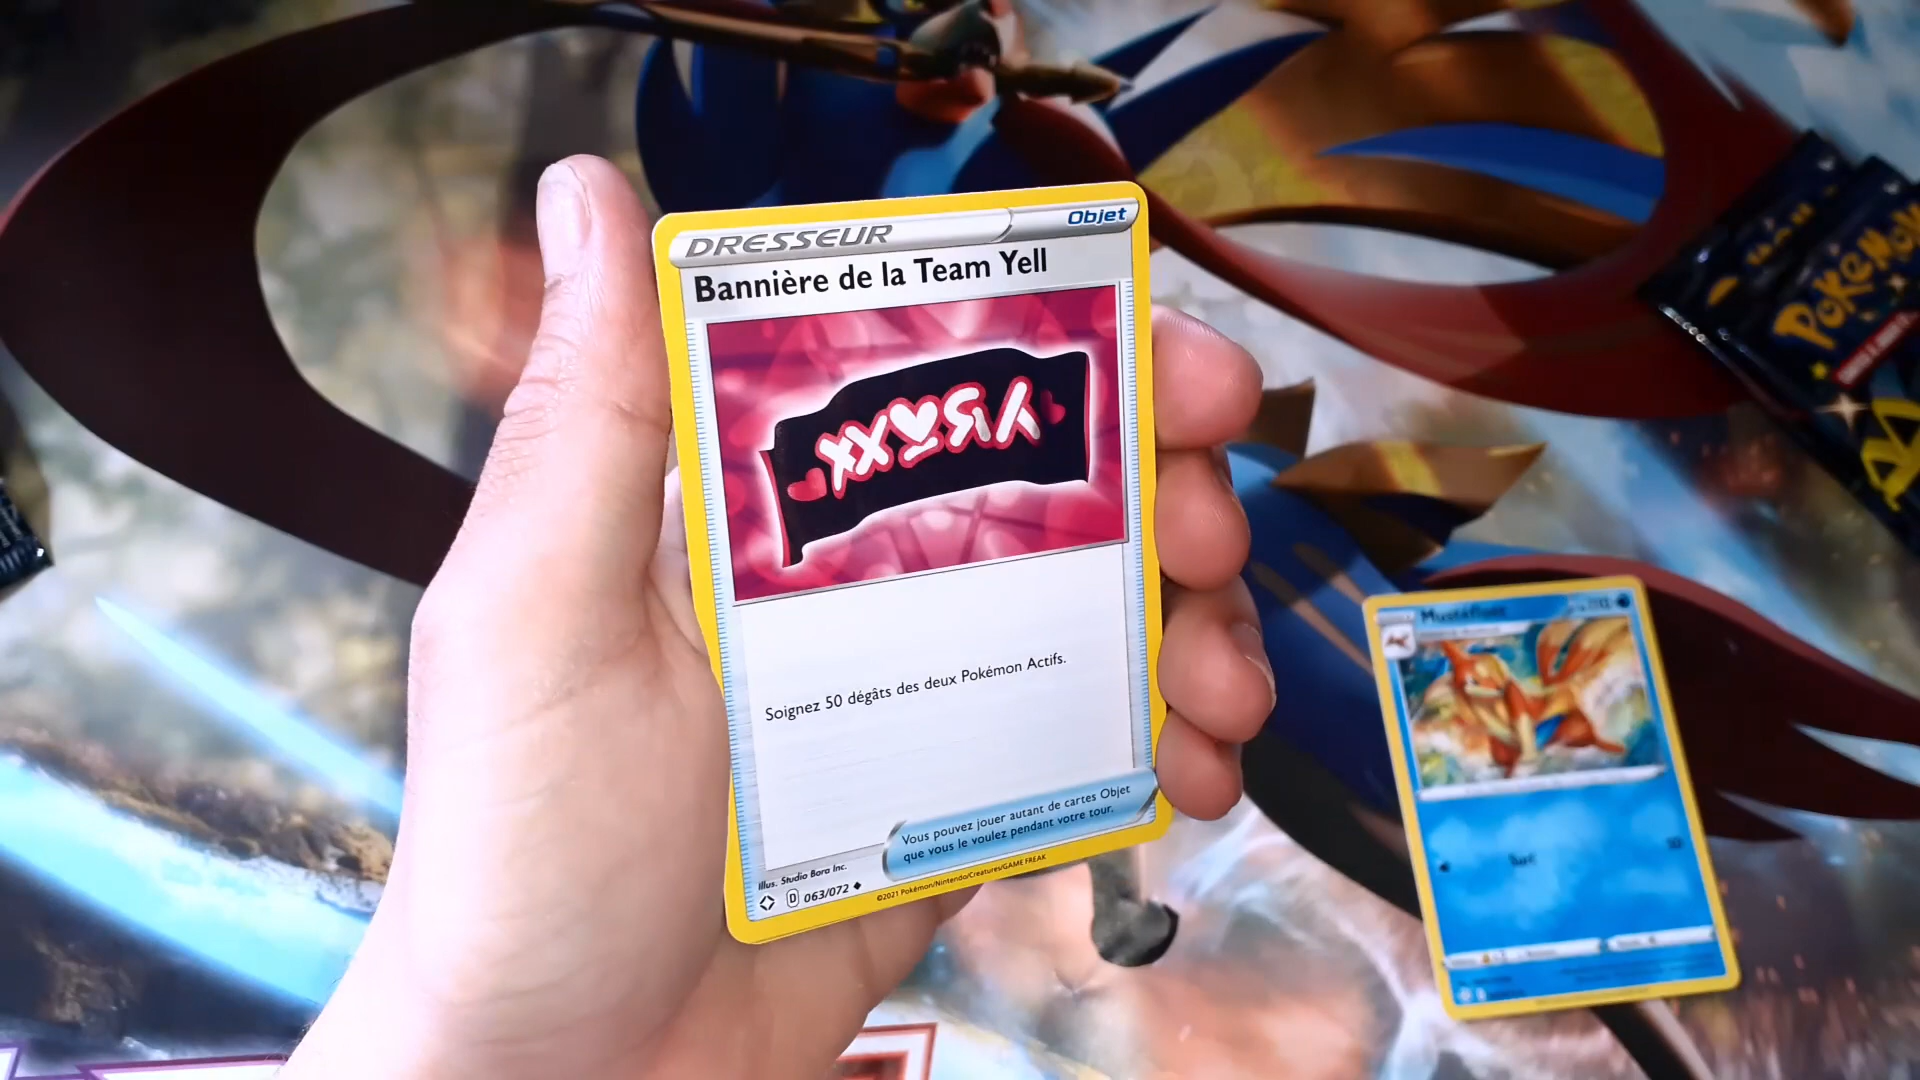 DRESSEUR
Objet
Bannière de la Team Yell
Soignez 50 dégâts des deux Pokémon Actifs.
Vous pouvez jouer autant de cartes Objet
que vous le voulez pendant votre tour.
Illus. Studio Bora Inc.
D 063/072
©2021 Pokémon/Nintendo/Creatures/GAME FREAK
Mustéflott
POKÉMON